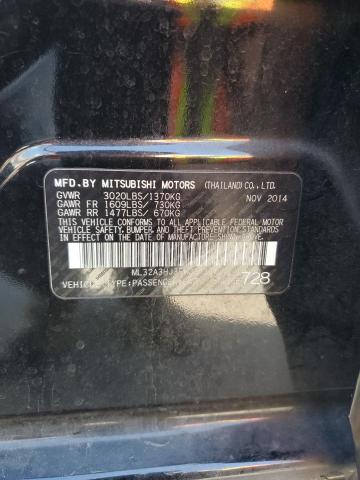 MFD.BY MITSUBISHI MOTORS (THAILAND) CO., LTD.
GVWR 3020LBS/1370KG NOV 2014
GAWR FR 1609LBS/ 730KG
GAWR RR 1477LBS/ 670KG
THIS VEHICLE CONFORMS TO ALL APPLICABLE FEDERAL MOTOR
VEHICLE SAFETY, BUMPER, AND THEFT PREVENTION STANDARDS
IN EFFECT ON THE DATE OF MANUFACTURE SHOWN ABOVE.
ML32A3HJ
VEHICLE TYPE:PASSENGER 728